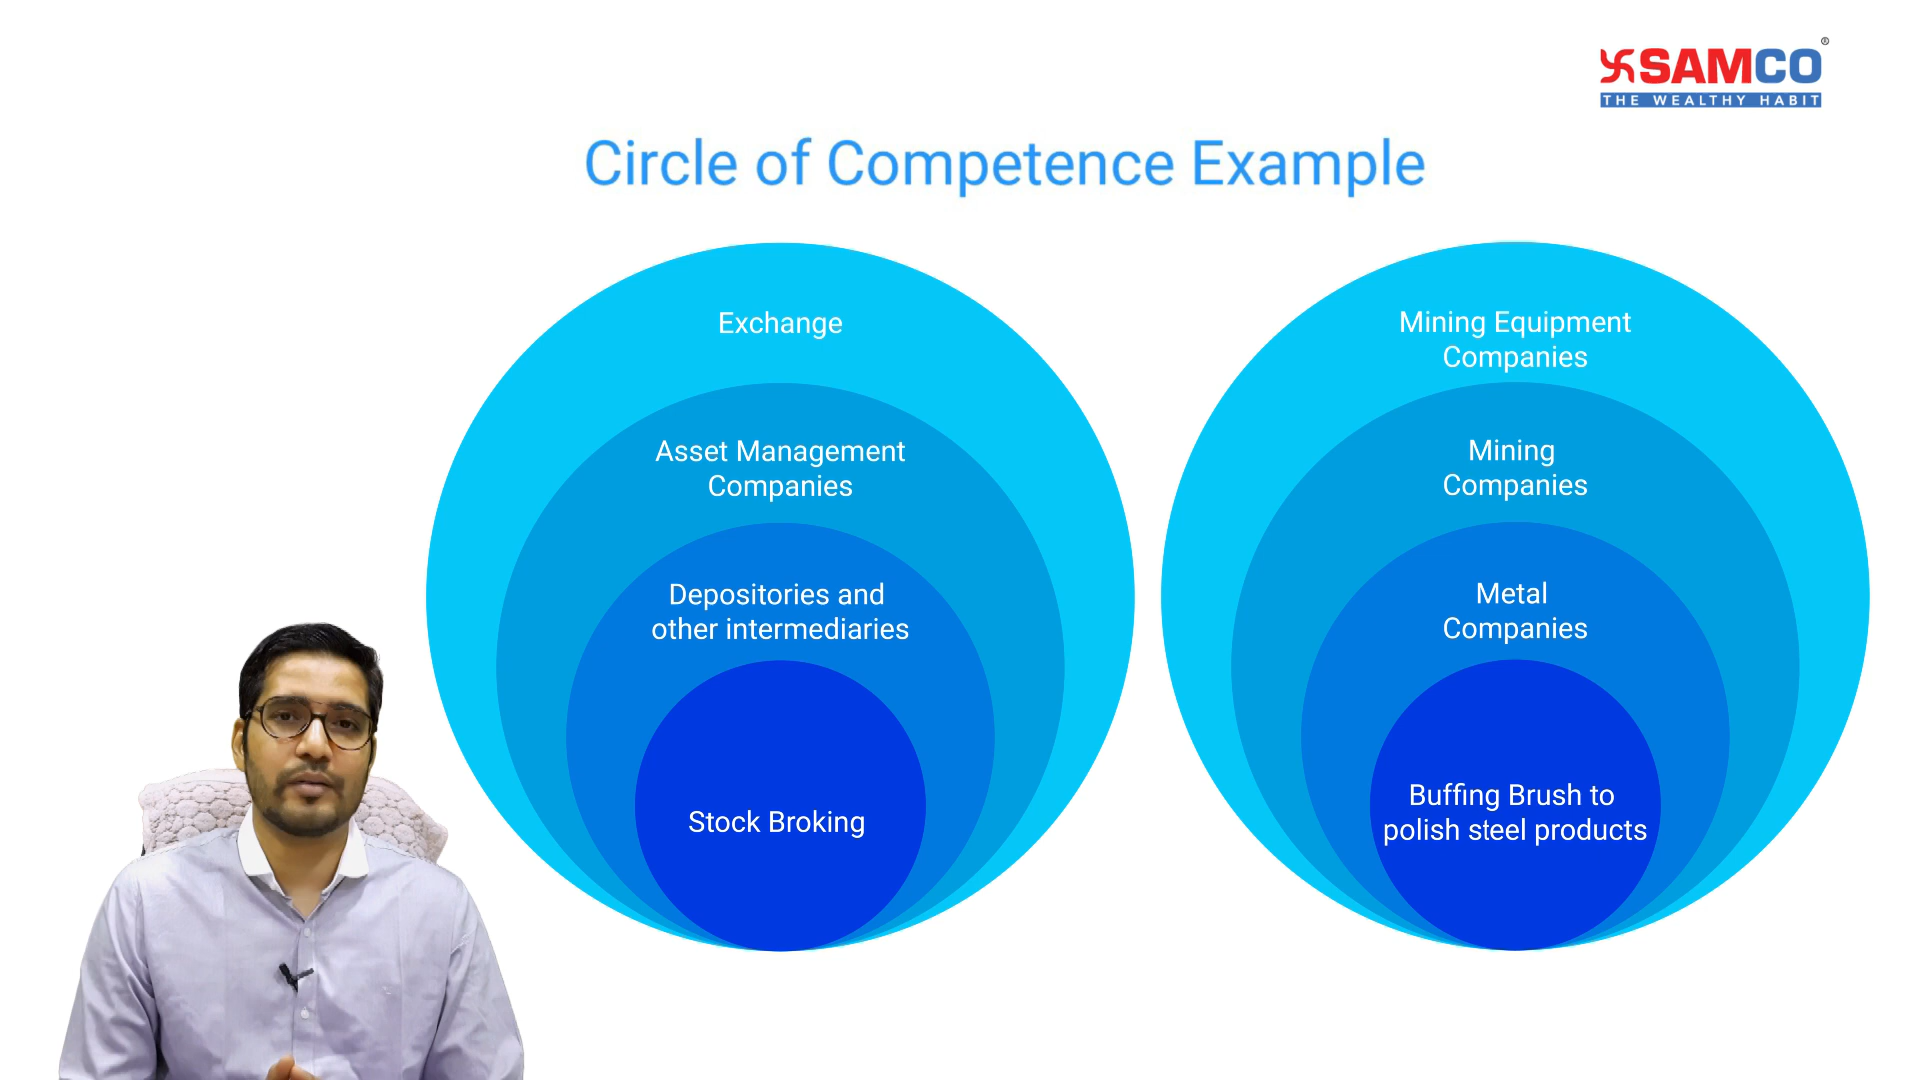 SAMCO
®
THE WEALTHY HABIT
Circle of Competence Example
Exchange
Asset Management
Companies
Depositories and
other intermediaries
Stock Broking
Mining Equipment
Companies
Mining
Companies
Metal
Companies
Buffing Brush to
polish steel products